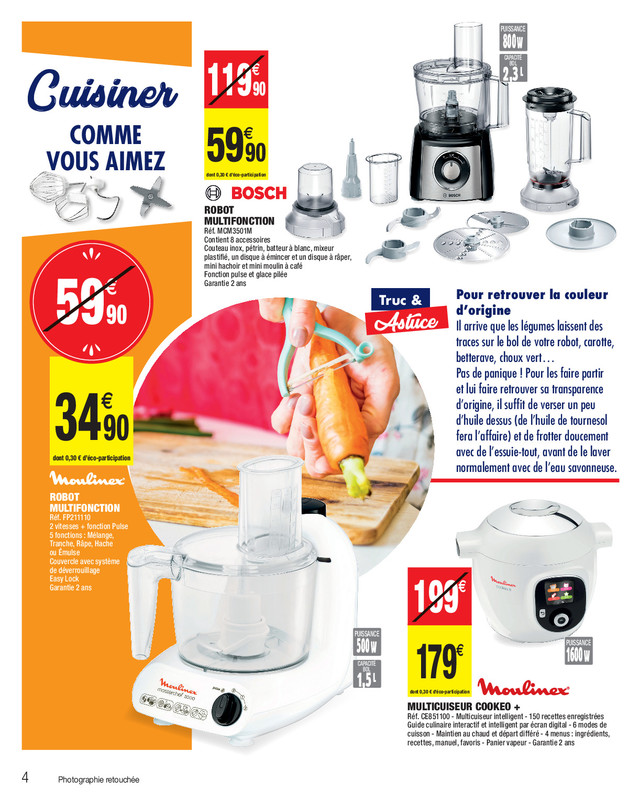 Cuisiner
COMME
VOUS AIMEZ
119€90
59€90
dont 0,30 € d'éco-participation
BOSCH
ROBOT
MULTIFONCTION
Réf. MCM3501M
Contient 8 accessoires
Couteau inox, pétrin, batteur à blanc, mixeur
plastifié, un disque à émincer et un disque à râper,
mini hachoir et mini moulin à café
Fonction pulse et glace pilée
Garantie 2 ans
PUISSANCE
800W
CAPACITÉ
BOL
2,3L
BOSCH
Truc &
Astuce
Pour retrouver la couleur
d'origine
Il arrive que les légumes laissent des
traces sur le bol de votre robot, carotte,
betterave, choux vert…
Pas de panique ! Pour les faire partir
et lui faire retrouver sa transparence
d'origine, il suffit de verser un peu
d'huile dessus (de l'huile de tournesol
fera l'affaire) et de frotter doucement
avec de l'essuie-tout, avant de le laver
normalement avec de l'eau savonneuse.
59€90
34€90
dont 0,30 € d'éco-participation
Moulinex
ROBOT
MULTIFONCTION
Réf. FP211110
2 vitesses + fonction Pulse
5 fonctions : Mélange,
Tranche, Râpe, Hache
ou Émulse
Couvercle avec système
de déverrouillage
Easy Lock
Garantie 2 ans
PUISSANCE
500W
CAPACITÉ
BOL
1,5L
Moulinex
masterchef 2000
199€
179€
dont 0,30 € d'éco-participation
PUISSANCE
1600W
Moulinex
MULTICUISEUR COOKEO +
Réf. CE851100 - Multicuiseur intelligent - 150 recettes enregistrées
Guide culinaire interactif et intelligent par écran digital - 6 modes de
cuisson - Maintien au chaud et départ différé - 4 menus : ingrédients,
recettes, manuel, favoris - Panier vapeur - Garantie 2 ans
4
Photographie retouchée